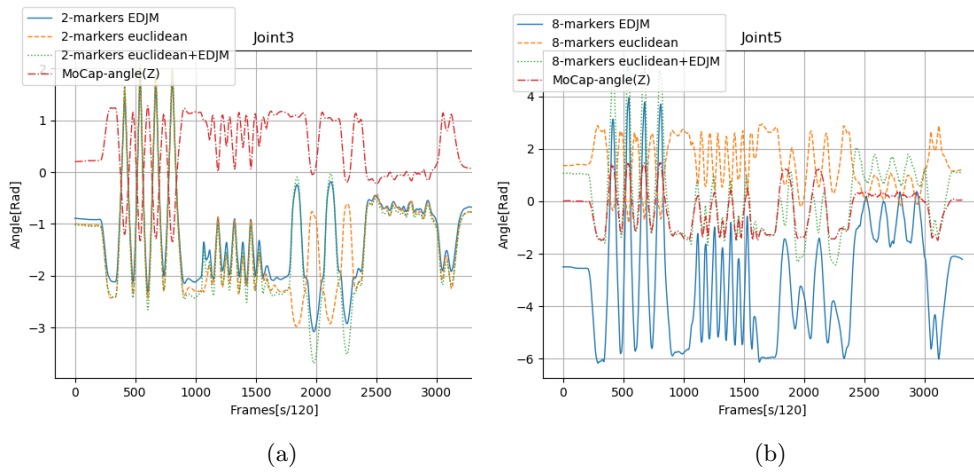 2-markers EDJM
2-markers euclidean
2-markers euclidean+EDJM
MoCap-angle(Z)
Joint3
Angle[Rad]
2
1
0
−1
−2
−3
0 500 1000 1500 2000 2500 3000
Frames[s/120]
(a)
8-markers EDJM
8-markers euclidean
8-markers euclidean+EDJM
MoCap-angle(Z)
Joint5
Angle[Rad]
4
2
0
−2
−4
−6
0 500 1000 1500 2000 2500 3000
Frames[s/120]
(b)